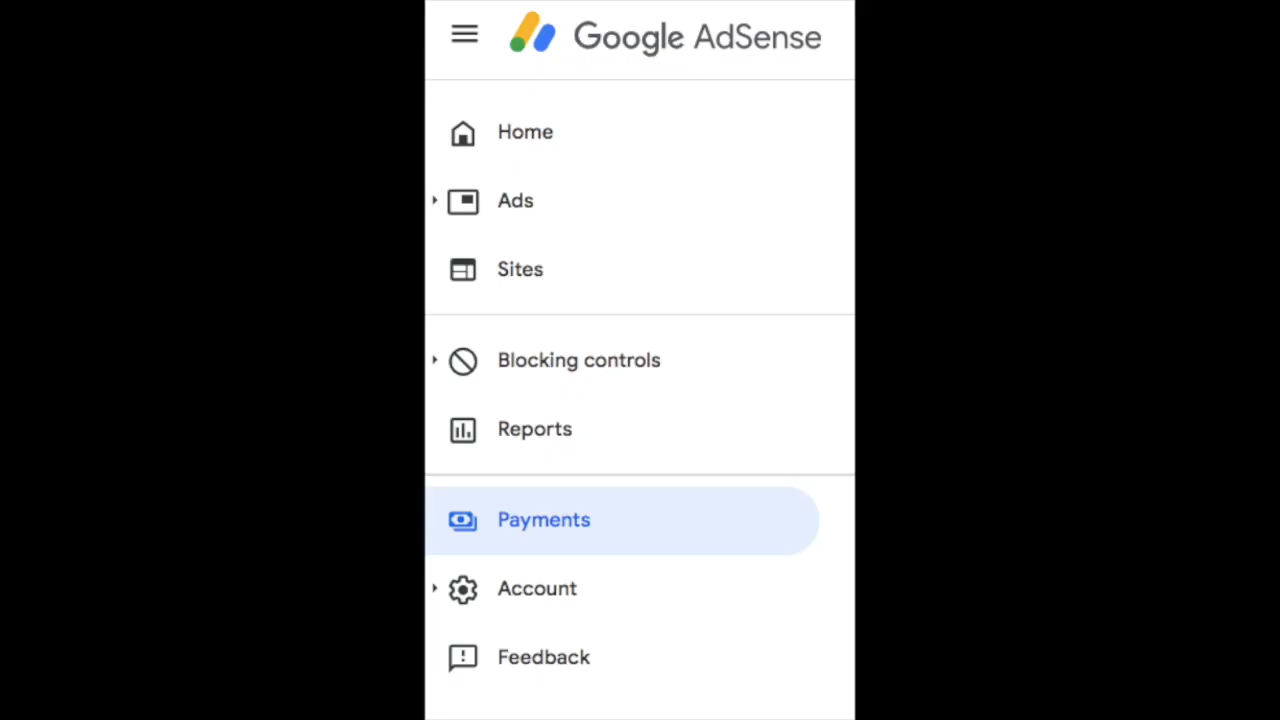 Google AdSense
Home
Ads
Sites
Blocking controls
Reports
Payments
Account
Feedback